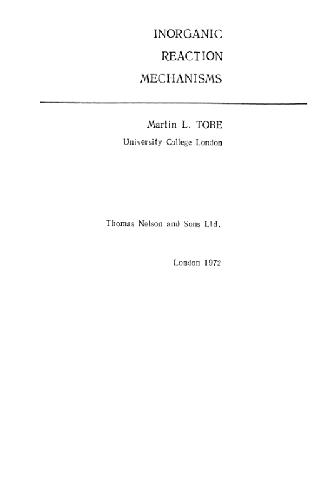 INORGANIC
REACTION
MECHANISMS
Martin L. TOBE
University College London
Thomas Nelson and Sons Ltd.
London 1972